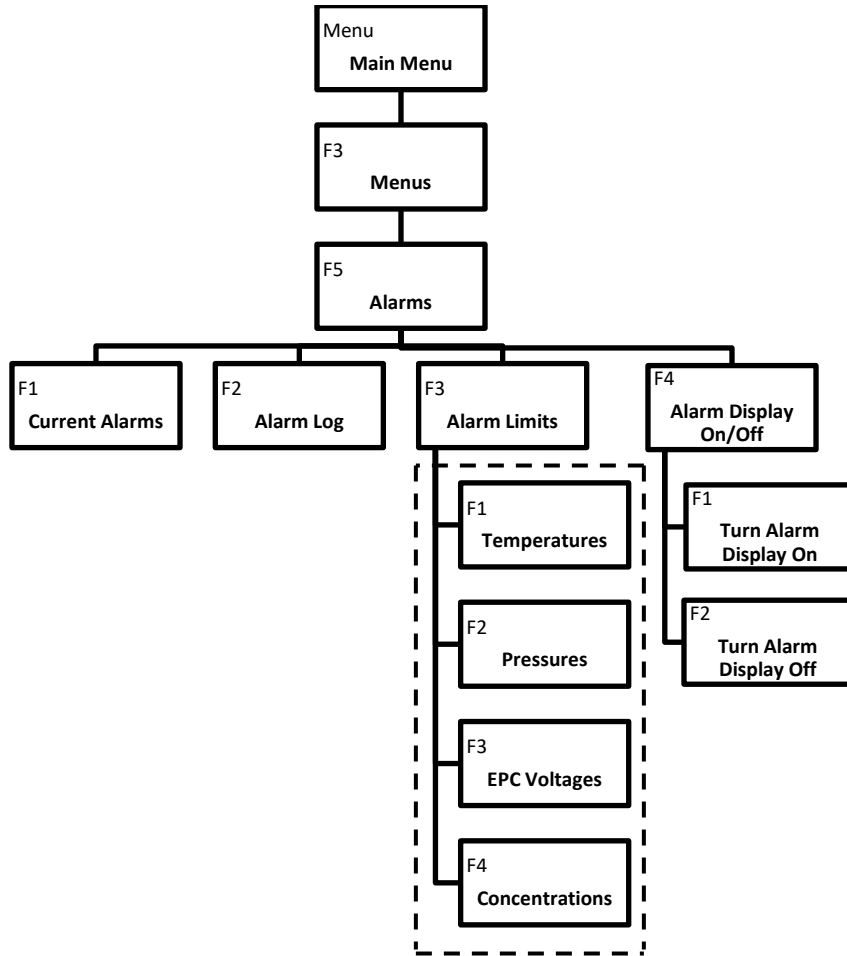 Menu
Main Menu
F3
Menus
F5
Alarms
F1
Current Alarms
F2
Alarm Log
F3
Alarm Limits
F4
Alarm Display
On/Off
F1
Temperatures
F2
Pressures
F3
EPC Voltages
F4
Concentrations
F1
Turn Alarm
Display On
F2
Turn Alarm
Display Off